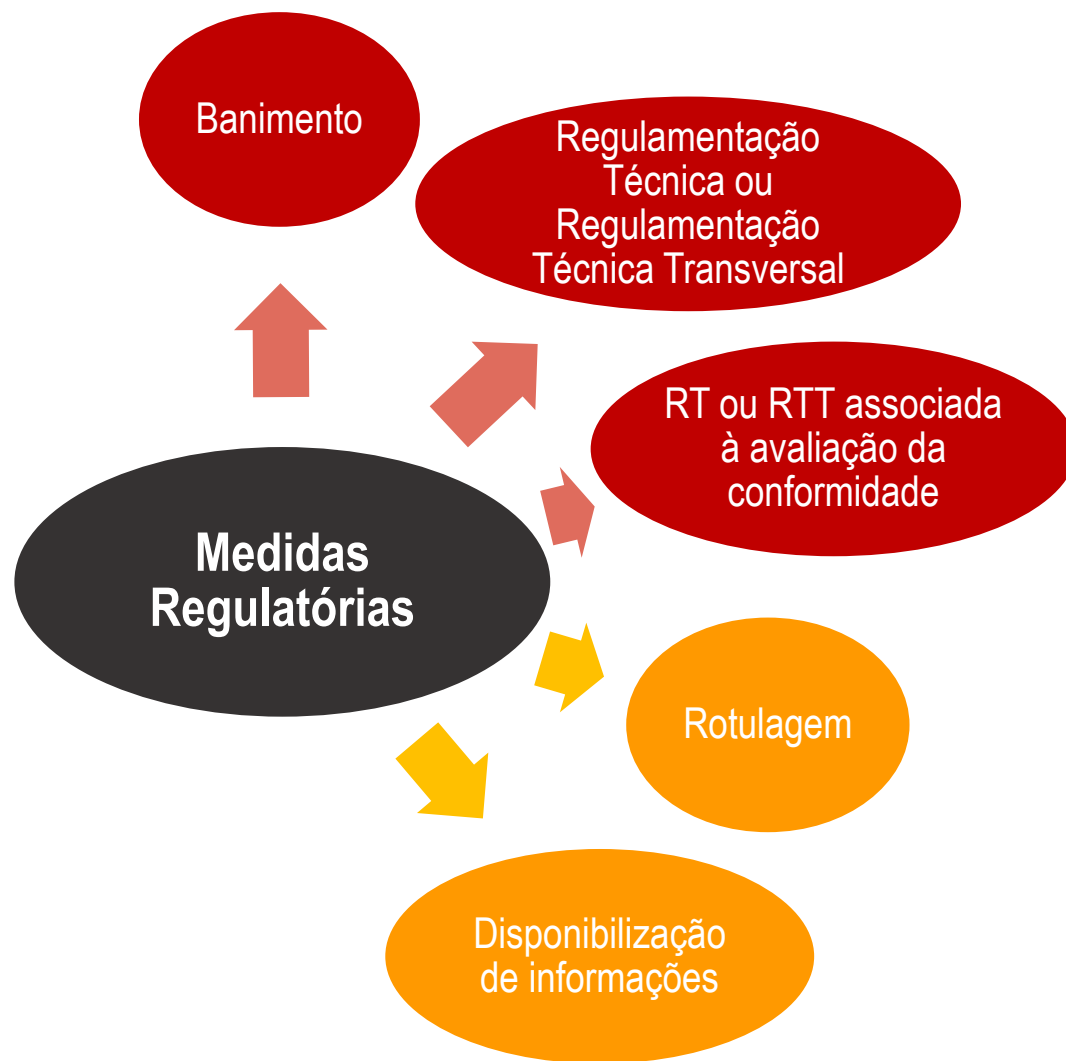 Banimento
Regulamentação
Técnica ou
Regulamentação
Técnica Transversal
RT ou RTT associada
à avaliação da
conformidade
Medidas
Regulatórias
Rotulagem
Disponibilização
de informações